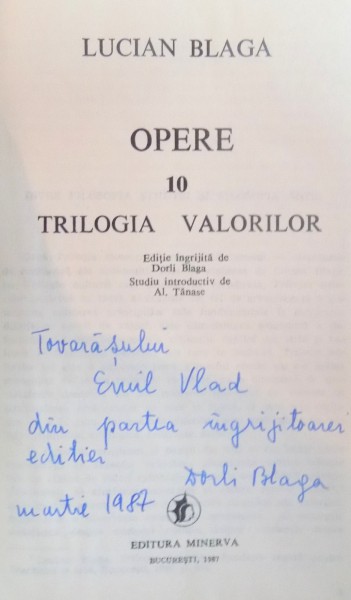 LUCIAN BLAGA
OPERE
10
TRILOGIA VALORILOR
Ediție îngrijită de
Dorli Blaga
Studiu introductiv de
Al. Tănase
Tovarășului
Emil Vlad
din partea îngrijitoarei
ediției
Dorli Blaga
martie 1987
EDITURA MINERVA
BUCUREȘTI, 1987